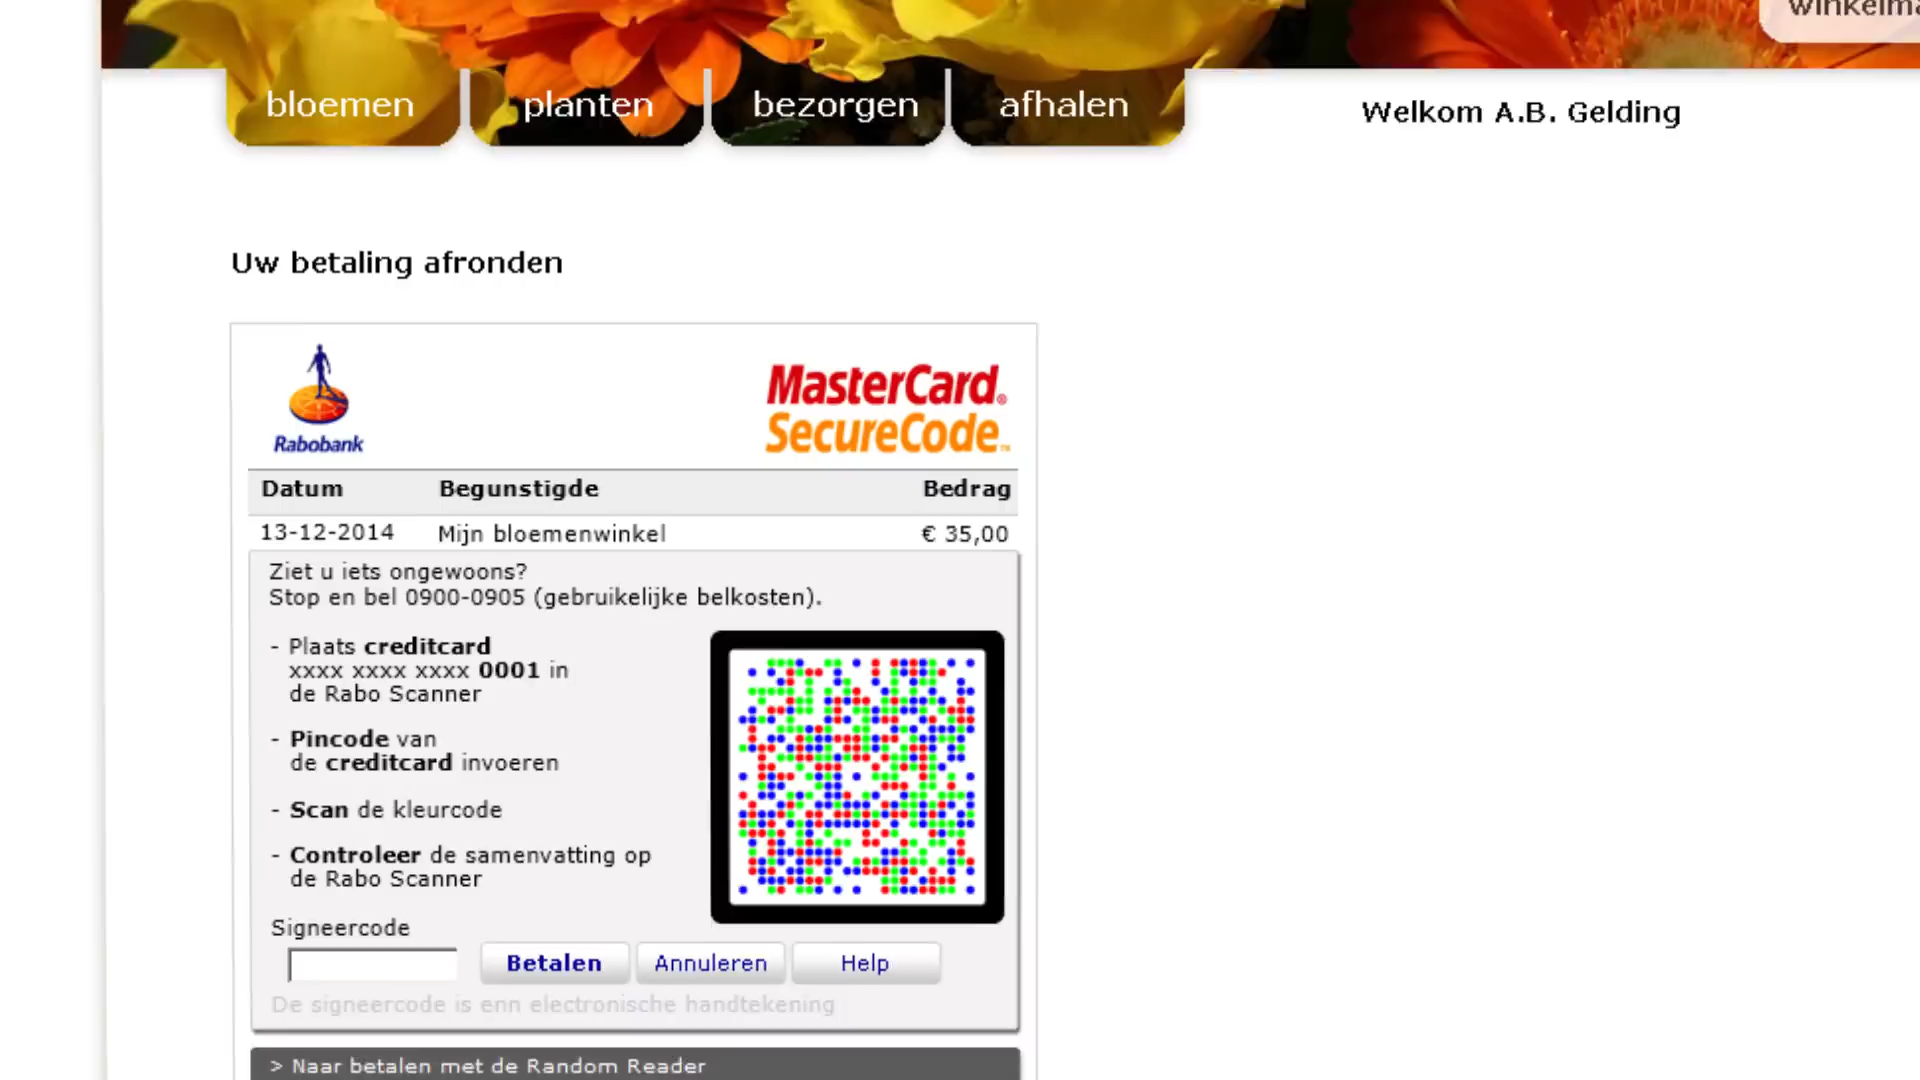 bloemen planten bezorgen afhalen Welkom A.B. Gelding
Uw betaling afronden
Rabobank
MasterCard®
SecureCode™
Datum Begunstigde Bedrag
13-12-2014 Mijn bloemenwinkel € 35,00
Ziet u iets ongewoons?
Stop en bel 0900-0905 (gebruikelijke belkosten).
- Plaats creditcard
xxxx xxxx xxxx 0001 in
de Rabo Scanner
- Pincode van
de creditcard invoeren
- Scan de kleurcode
- Controleer de samenvatting op
de Rabo Scanner
Signeercode
Betalen Annuleren Help
De signeercode is enn electronische handtekening
> Naar betalen met de Random Reader